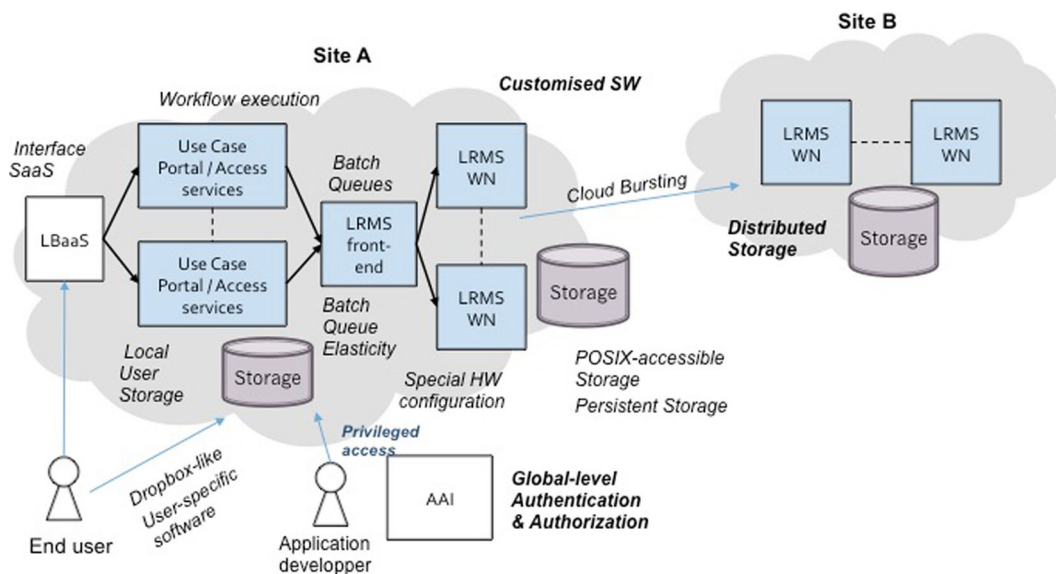 Site B
Site A
Customised SW
Workflow execution
Interface
SaaS
Use Case
Portal / Access
services
Batch
Queues
LRMS
WN
LRMS
WN
LRMS
WN
Cloud Bursting
LBaaS
LRMS
front-
end
Distributed
Storage
Storage
Use Case
Portal / Access
services
LRMS
WN
Storage
Batch
Queue
Elasticity
Local
User
Storage
Storage
Special HW
configuration
POSIX-accessible
Storage
Persistent Storage
Privileged
access
Dropbox-like
User-specific
software
AAI
Global-level
Authentication
& Authorization
End user
Application
developper